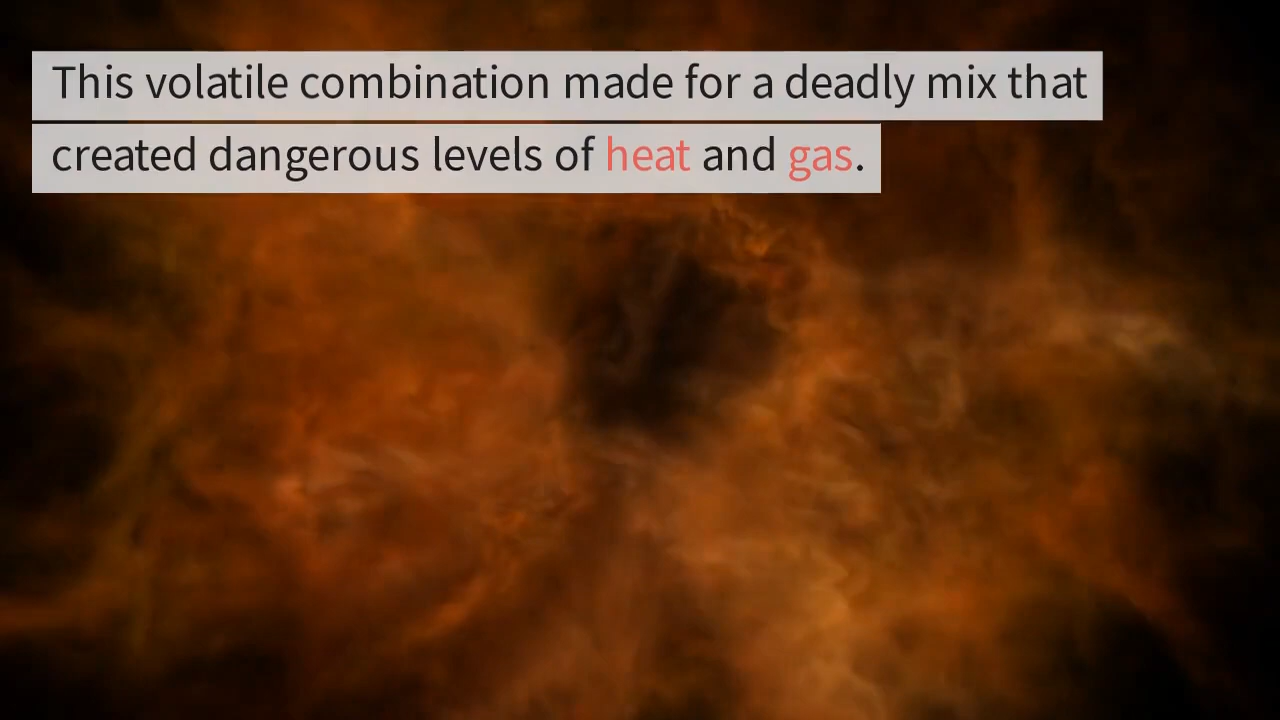 This volatile combination made for a deadly mix that
created dangerous levels of heat and gas.